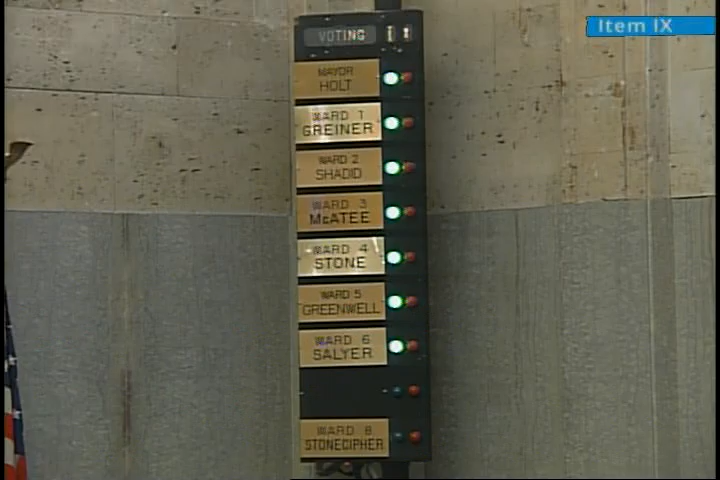 Item IX
VOTING
MAYOR
HOLT
WARD 1
GREINER
WARD 2
SHADID
WARD 3
McATEE
WARD 4
STONE
WARD 5
GREENWELL
WARD 6
SALYER
WARD 8
STONECIPHER